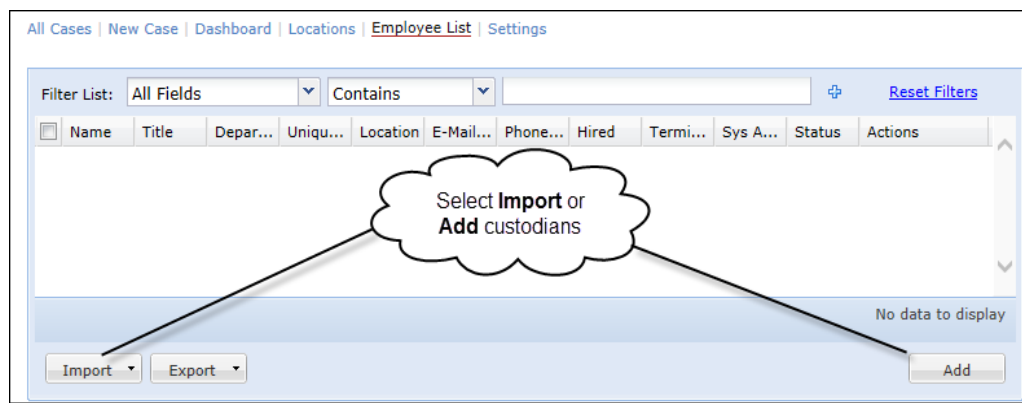 All Cases | New Case | Dashboard | Locations | Employee List | Settings
Filter List: All Fields Contains Reset Filters
Name Title Depar... Uniqu... Location E-Mail... Phone... Hired Termi... Sys A... Status Actions
Select Import or
Add custodians
No data to display
Import Export Add